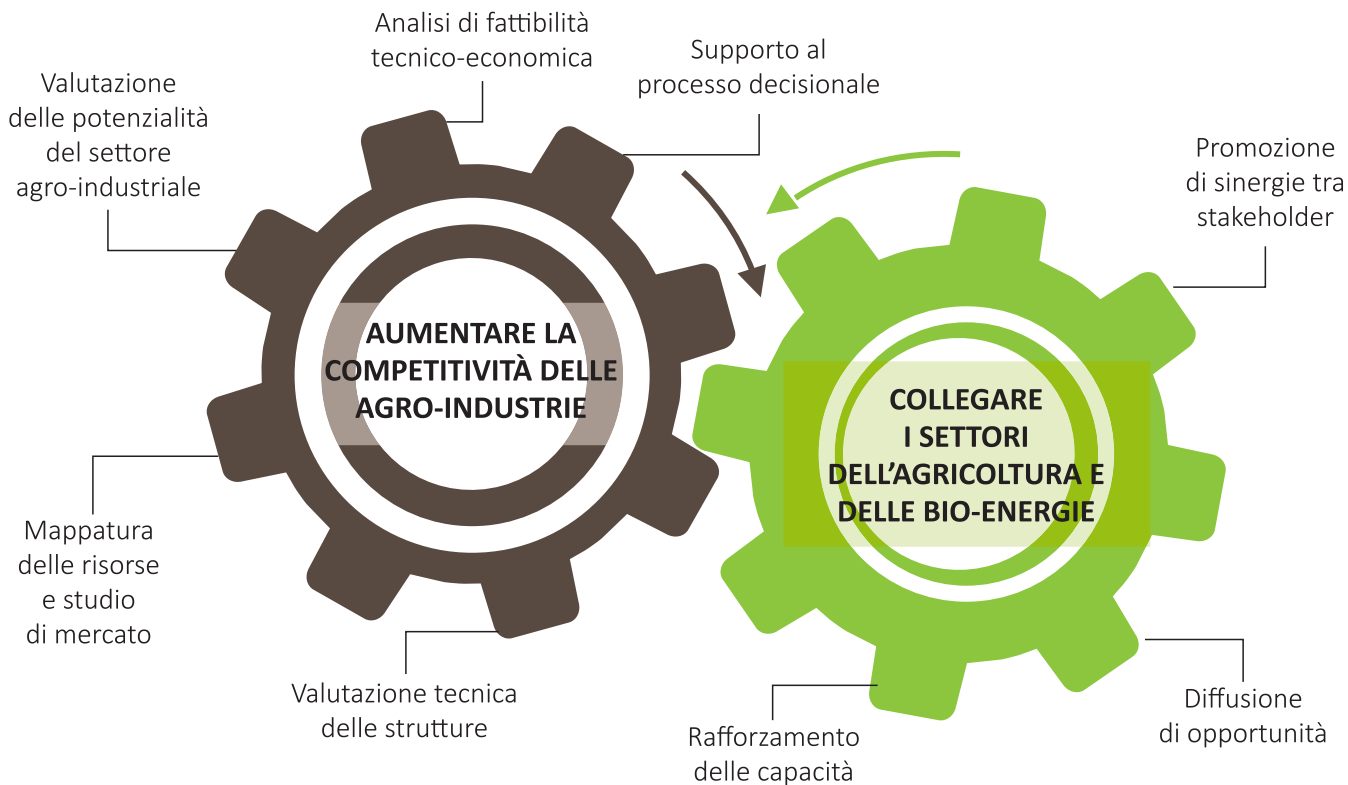 Analisi di fattibilità
tecnico-economica
Supporto al
processo decisionale
Valutazione
delle potenzialità
del settore
agro-industriale
Promozione
di sinergie tra
stakeholder
AUMENTARE LA
COMPETITIVITÀ DELLE
AGRO-INDUSTRIE
COLLEGARE
I SETTORI
DELL’AGRICOLTURA E
DELLE BIO-ENERGIE
Mappatura
delle risorse
e studio
di mercato
Valutazione tecnica
delle strutture
Rafforzamento
delle capacità
Diffusione
di opportunità